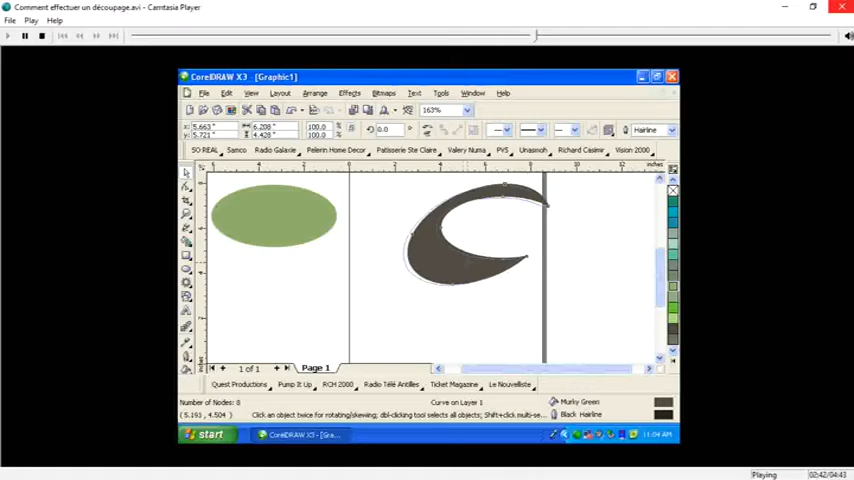 Comment effectuer un découpage.avi - Camtasia Player
File Play Help
CorelDRAW X3 - [Graphic1]
File Edit View Layout Arrange Effects Bitmaps Text Tools Window Help
163%
x: 5.663" 6.208" 100.0 0.0 Hairline
y: 5.721" 4.428" 100.0
SO REAL Samco Radio Galaxie Pelerin Home Decor Patisserie Ste Claire Valery Numa PVS Unasmoh Richard Casimir Vision 2000
inches
1 of 1 Page 1
Quest Productions Pump It Up RCH 2000 Radio Télé Antilles Ticket Magazine Le Nouvelliste
Number of Nodes: 8 Curve on Layer 1 Murky Green
( 5.193 , 4.504 ) Click an object twice for rotating/skewing; dbl-clicking tool selects all objects; Shift+click multi-se... Black Hairline
start CorelDRAW X3 - [Gra... 11:04 AM
Playing 02:42/04:43